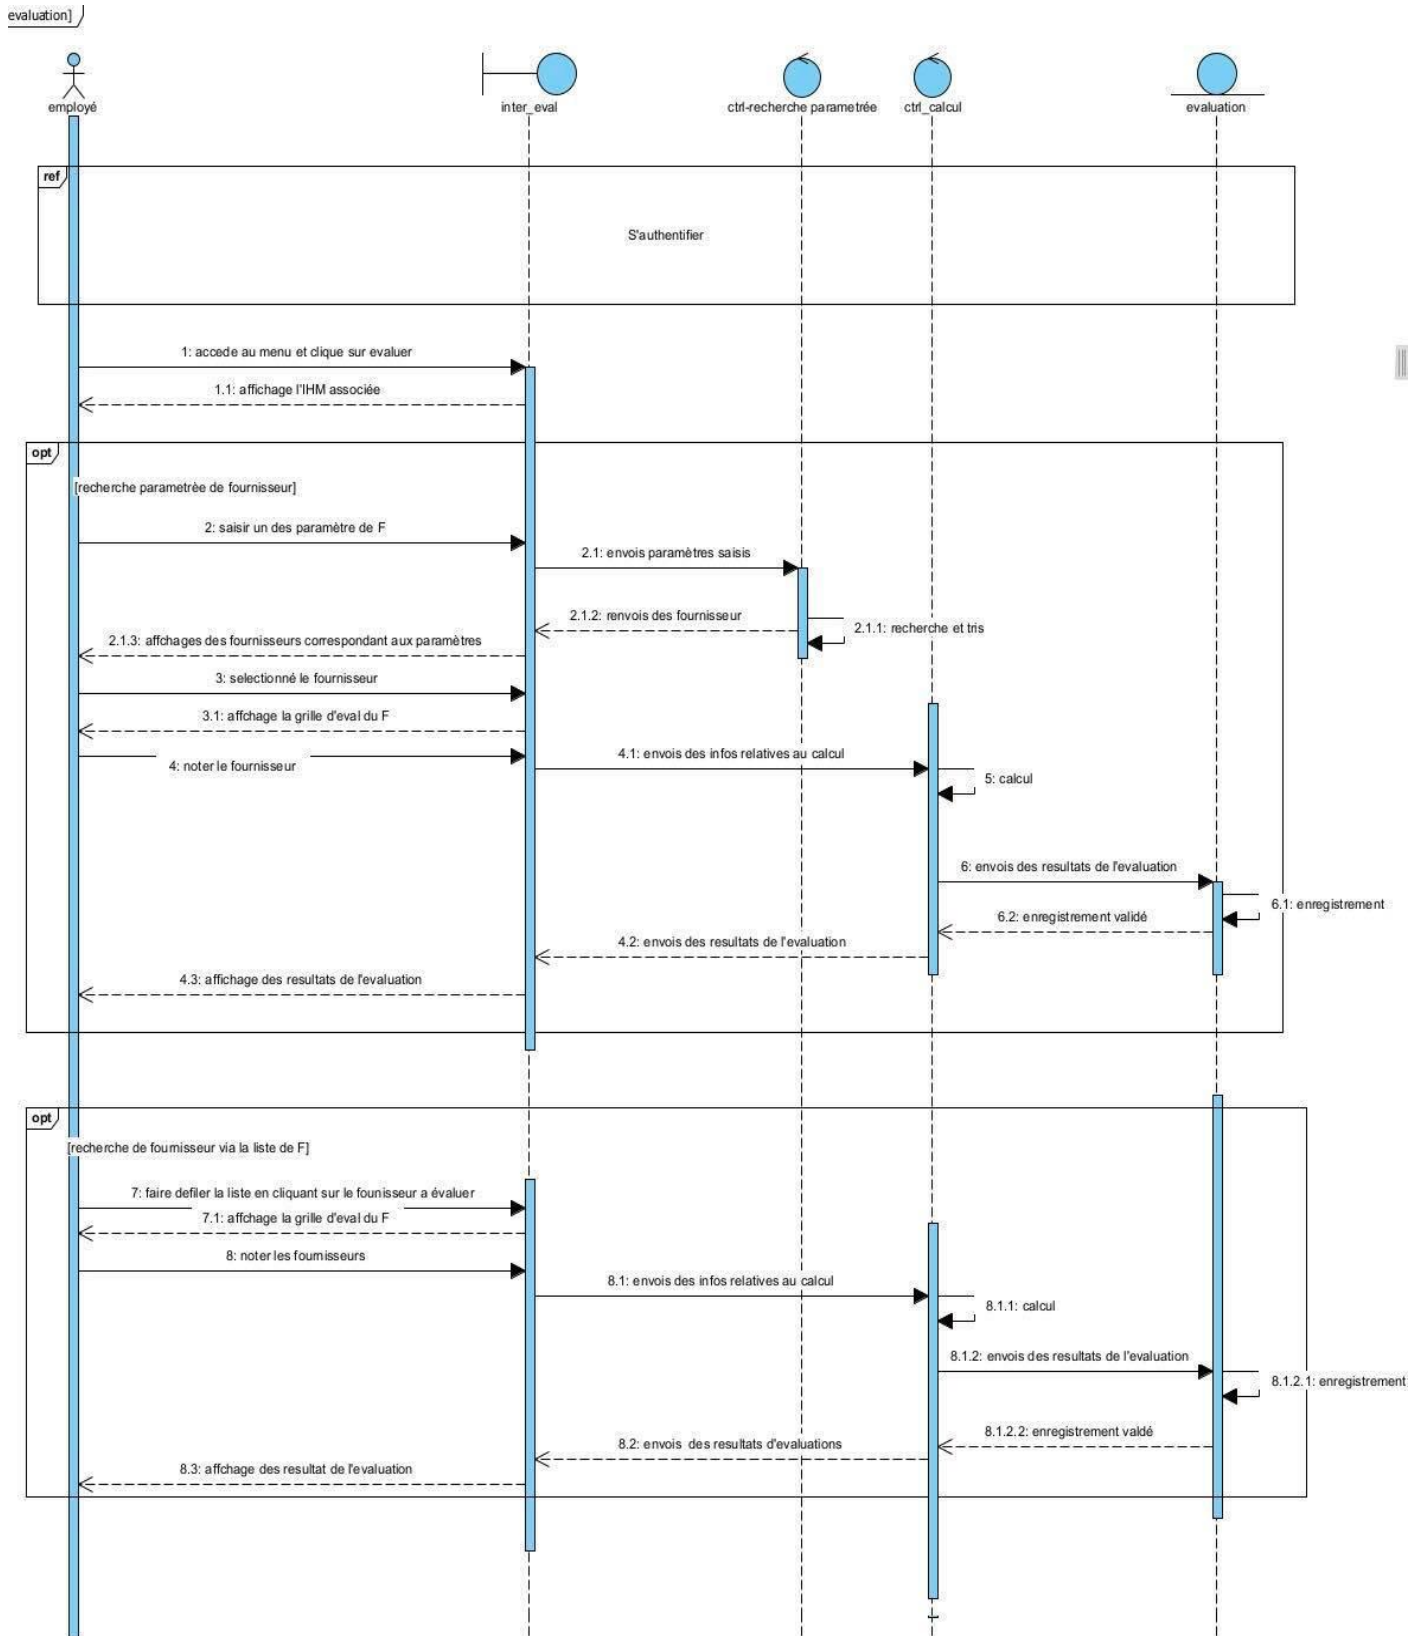 evaluation]
employé
inter_eval
ctrl-recherche parametrée
ctrl_calcul
evaluation
ref
S'authentifier
1: accede au menu et clique sur evaluer
1.1: affichage l'IHM associée
opt
[recherche parametrèe de fournisseur]
2: saisir un des paramètre de F
2.1: envois paramètres saisis
2.1.2: renvois des fournisseur
2.1.1: recherche et tris
2.1.3: affchages des fournisseurs correspondant aux paramètres
3: selectionné le fournisseur
3.1: affchage la grille d'eval du F
4: noter le fournisseur
4.1: envois des infos relatives au calcul
5: calcul
6: envois des resultats de l'evaluation
6.1: enregistrement
6.2: enregistrement validé
4.2: envois des resultats de l'evaluation
4.3: affichage des resultats de l'evaluation
opt
[recherche de fournisseur via la liste de F]
7: faire defiler la liste en cliquant sur le founisseur a évaluer
7.1: affchage la grille d'eval du F
8: noter les fournisseurs
8.1: envois des infos relatives au calcul
8.1.1: calcul
8.1.2: envois des resultats de l'evaluation
8.1.2.1: enregistrement
8.1.2.2: enregistrement valdé
8.2: envois des resultats d'evaluations
8.3: affchage des resultat de l'evaluation